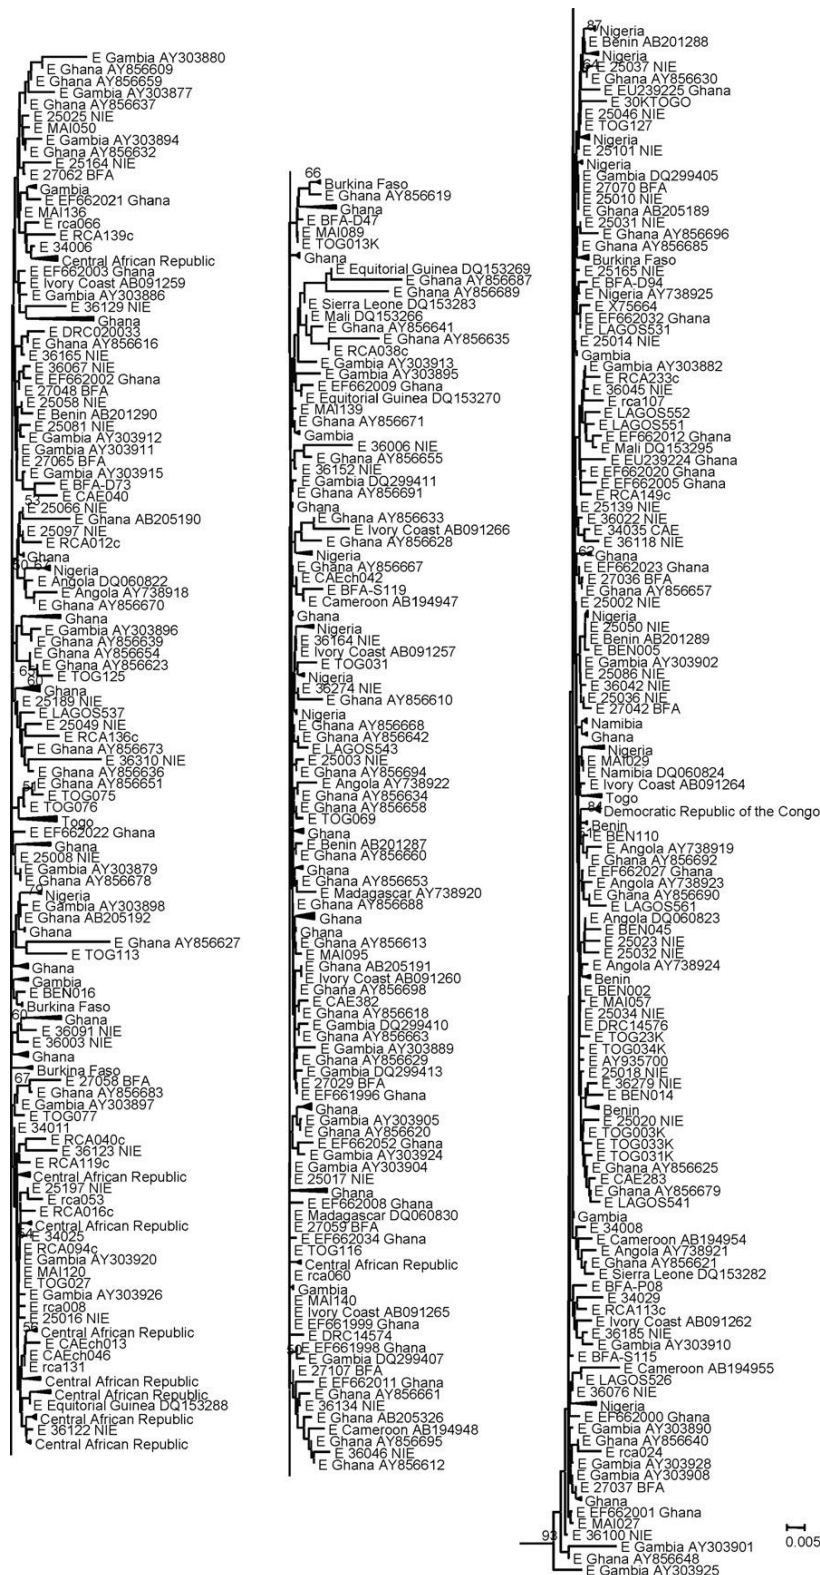 E Gambia AY303880
E Ghana AY856609
E Ghana AY856659
E Gambia AY303877
E Ghana AY856637
E 25025 NIE
E MAI050
E Gambia AY303894
E Ghana AY856632
E 25164 NIE
E 27062 BFA
Gambia
E EF662021 Ghana
E MAI136
E rca066
E RCA139c
E 34006
Central African Republic
E EF662003 Ghana
E Ivory Coast AB091259
E Gambia AY303886
E 36129 NIE
Ghana
E DRC020033
E Ghana AY856616
E 36165 NIE
E 36067 NIE
E EF662002 Ghana
E 27048 BFA
E 25058 NIE
E Benin AB201290
E 25081 NIE
E Gambia AY303912
E Gambia AY303911
E 27065 BFA
E Gambia AY303915
E BFA-D73
E CAE040
53
E 25066 NIE
E Ghana AB205190
E 25097 NIE
E RCA012c
Ghana
Nigeria
E Angola DQ060822
E Angola AY738918
E Ghana AY856670
Ghana
E Gambia AY303896
E Ghana AY856639
E Ghana AY856654
E Ghana AY856623
E TOG125
60
Ghana
E 25189 NIE
E LAGOS537
E 25049 NIE
E RCA136c
E Ghana AY856673
E 36310 NIE
E Ghana AY856636
E Ghana AY856651
51
E TOG075
E TOG076
Togo
E EF662022 Ghana
Ghana
E 25008 NIE
E Gambia AY303879
E Ghana AY856678
79
Nigeria
E Gambia AY303898
E Ghana AB205192
Ghana
E Ghana AY856627
E TOG113
Ghana
Gambia
E BEN016
Burkina Faso
60
Ghana
E 36091 NIE
E 36003 NIE
Ghana
Burkina Faso
67
E 27058 BFA
E Ghana AY856683
E Gambia AY303897
E TOG077
E 34011
E RCA040c
E 36123 NIE
E RCA119c
Central African Republic
E 25197 NIE
E rca053
E RCA016c
Central African Republic
E 34025
E RCA094c
E Gambia AY303920
E MAI120
E TOG027
E Gambia AY303926
E rca008
E 25016 NIE
Central African Republic
E CAEch013
E CAEch046
E rca131
Central African Republic
Central African Republic
E Equitorial Guinea DQ153288
Central African Republic
E 36122 NIE
Central African Republic
66
Burkina Faso
E Ghana AY856619
Ghana
E BFA-D47
E MAI089
E TOG013K
Ghana
E Equitorial Guinea DQ153269
E Ghana AY856687
E Ghana AY856689
E Sierra Leone DQ153283
E Mali DQ153266
E Ghana AY856641
E Ghana AY856635
E RCA038c
E Gambia AY303913
E Gambia AY303895
E EF662009 Ghana
E Equitorial Guinea DQ153270
E MAI139
E Ghana AY856671
Gambia
E 36006 NIE
E Ghana AY856655
E 36152 NIE
E Gambia DQ299411
E Ghana AY856691
Ghana
E Ghana AY856633
E Ivory Coast AB091266
E Ghana AY856628
Nigeria
E Ghana AY856667
E CAEch042
E BFA-S119
E Cameroon AB194947
Ghana
Nigeria
E 36164 NIE
E Ivory Coast AB091257
E TOG031
Nigeria
E 36274 NIE
E Ghana AY856610
Nigeria
E Ghana AY856668
E Ghana AY856642
E LAGOS543
E 25003 NIE
E Ghana AY856694
E Angola AY738922
E Ghana AY856634
E Ghana AY856658
E TOG069
Ghana
E Benin AB201287
E Ghana AY856660
Ghana
E Ghana AY856653
E Madagascar AY738920
E Ghana AY856688
Ghana
Ghana
E Ghana AY856613
E MAI095
E Ghana AB205191
E Ivory Coast AB091260
E Ghana AY856698
E CAE382
E Ghana AY856618
E Gambia DQ299410
E Ghana AY856663
E Gambia AY303889
E Ghana AY856629
E Gambia DQ299413
E 27029 BFA
E EF661996 Ghana
Ghana
E Gambia AY303905
E Ghana AY856620
E EF662052 Ghana
E Gambia AY303924
E Gambia AY303904
E 25017 NIE
Ghana
E EF662008 Ghana
E Madagascar DQ060830
E 27059 BFA
E EF662034 Ghana
E TOG116
Central African Republic
E rca060
Gambia
E MAI140
E Ivory Coast AB091265
E EF661999 Ghana
E DRC14574
E EF661998 Ghana
E Gambia DQ299407
E 27107 BFA
E EF662011 Ghana
E Ghana AY856661
E 36134 NIE
E Ghana AB205326
E Cameroon AB194948
E Ghana AY856695
E 36046 NIE
E Ghana AY856612
87
Nigeria
E Benin AB201288
Nigeria
E 25037 NIE
E Ghana AY856630
E EU239225 Ghana
E 30KTOGO
E 25046 NIE
E TOG127
Nigeria
E 25101 NIE
Nigeria
E Gambia DQ299405
E 27070 BFA
E 25010 NIE
E Ghana AB205189
E 25031 NIE
E Ghana AY856696
E Ghana AY856685
Burkina Faso
E 25165 NIE
E BFA-D94
E Nigeria AY738925
E X75664
E EF662032 Ghana
E LAGOS531
E 25014 NIE
Gambia
E Gambia AY303882
E RCA233c
E 36045 NIE
E rca107
E LAGOS552
E LAGOS551
E EF662012 Ghana
E Mali DQ153295
E EU239224 Ghana
E EF662020 Ghana
E EF662005 Ghana
E RCA149c
E 25139 NIE
E 36022 NIE
E 34035 CAE
E 36118 NIE
62
Ghana
E EF662023 Ghana
E 27036 BFA
E Ghana AY856657
E 25002 NIE
Nigeria
E 25050 NIE
E Benin AB201289
E BEN005
E Gambia AY303902
E 25086 NIE
E 36042 NIE
E 25036 NIE
E 27042 BFA
Namibia
Ghana
Nigeria
E MAI029
E Namibia DQ060824
E Ivory Coast AB091264
Togo
Democratic Republic of the Congo
Benin
E BEN110
E Angola AY738919
E Ghana AY856692
E EF662027 Ghana
E Angola AY738923
E Ghana AY856690
E LAGOS561
E Angola DQ060823
E BEN045
E 25023 NIE
E 25032 NIE
E Angola AY738924
Benin
E BEN002
E MAI057
E 25034 NIE
E DRC14576
E TOG23K
E TOG034K
E AY935700
E 25018 NIE
E 36279 NIE
E BEN014
Benin
E 25020 NIE
E TOG003K
E TOG033K
E TOG031K
E Ghana AY856625
E CAE283
E Ghana AY856679
E LAGOS541
Gambia
E 34008
E Cameroon AB194954
E Angola AY738921
E Ghana AY856621
E Sierra Leone DQ153282
E BFA-P08
E 34029
E RCA113c
E Ivory Coast AB091262
E 36185 NIE
E Gambia AY303910
E BFA-S115
E Cameroon AB194955
E LAGOS526
E 36076 NIE
Nigeria
E EF662000 Ghana
E Gambia AY303890
E Ghana AY856640
E rca024
E Gambia AY303928
E Gambia AY303908
E 27037 BFA
Ghana
E EF662001 Ghana
E MAI027
93
E 36100 NIE
E Gambia AY303901
E Ghana AY856648
E Gambia AY303925
0.005